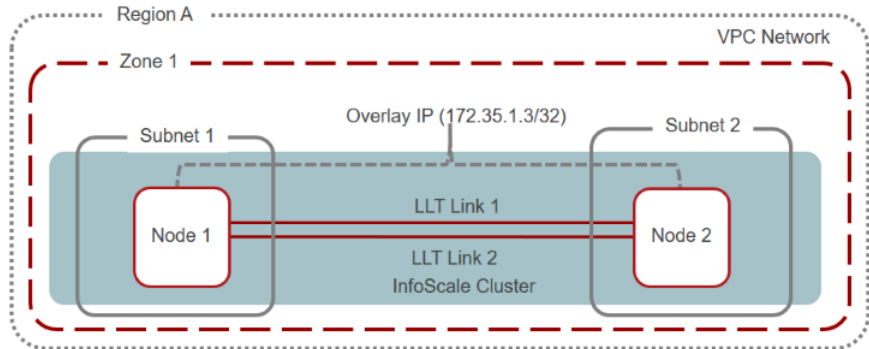 Region A
VPC Network
Zone 1
Overlay IP (172.35.1.3/32)
Subnet 1
Subnet 2
Node 1
LLT Link 1
Node 2
LLT Link 2
InfoScale Cluster